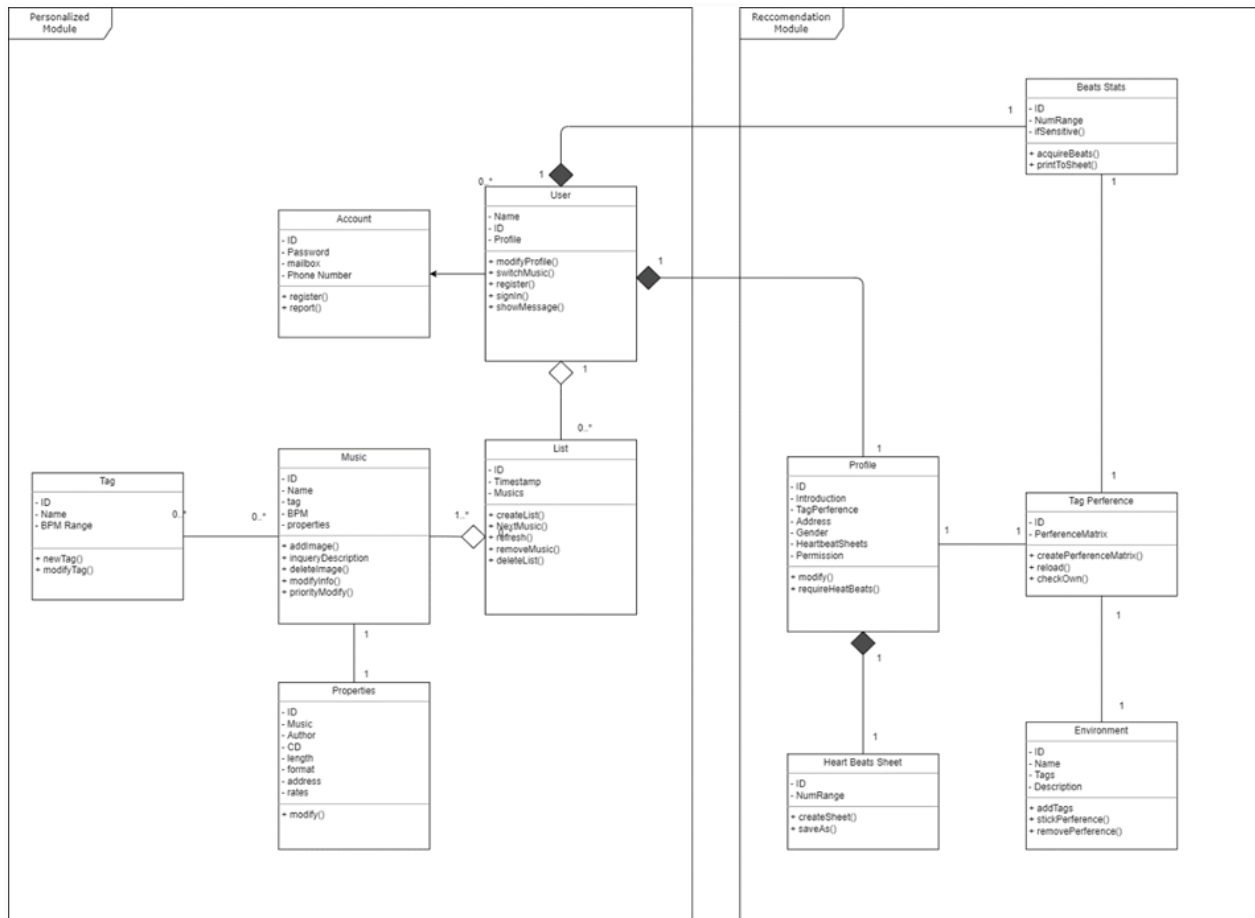 Personalized
Module
Reccomendation
Module
Beats Stats
- ID
- NumRange
- ifSensitive()
+ acquireBeats()
+ printToSheet()
1
1
1
0..*
1
User
- Name
- ID
- Profile
+ modifyProfile()
+ switchMusic()
+ register()
+ signIn()
+ showMessage()
1
1
Account
- ID
- Password
- mailbox
- Phone Number
+ register()
+ report()
0..*
List
- ID
- Timestamp
- Musics
+ createList()
+ NextMusic()
+ refresh()
+ removeMusic()
+ deleteList()
1..*
Music
- ID
- Name
- tag
- BPM
- properties
+ addImage()
+ inqueryDescription()
+ deleteImage()
+ modifyInfo()
+ priorityModify()
0..*
0..*
Tag
- ID
- Name
- BPM Range
+ newTag()
+ modifyTag()
1
1
Properties
- ID
- Music
- Author
- CD
- length
- format
- address
- rates
+ modify()
1
Profile
- ID
- Introduction
- TagPerference
- Address
- Gender
- HeartbeatSheets
- Permission
+ modify()
+ requireHeatBeats()
1
1
1
Tag Perference
- ID
- PerferenceMatrix
+ createPerferenceMatrix()
+ reload()
+ checkOwn()
1
1
1
1
Heart Beats Sheet
- ID
- NumRange
+ createSheet()
+ saveAs()
Environment
- ID
- Name
- Tags
- Description
+ addTags
+ stickPerference()
+ removePerference()